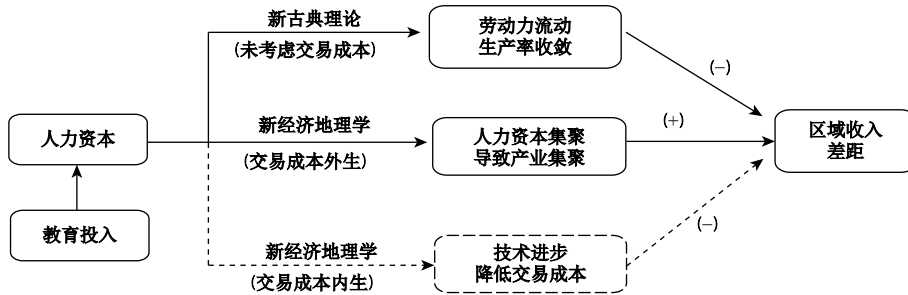 新古典理论
(未考虑交易成本)
劳动力流动
生产率收敛
(−)
人力资本
新经济地理学
(交易成本外生)
人力资本集聚
导致产业集聚
(+)
区域收入
差距
教育投入
新经济地理学
(交易成本内生)
技术进步
降低交易成本
(−)